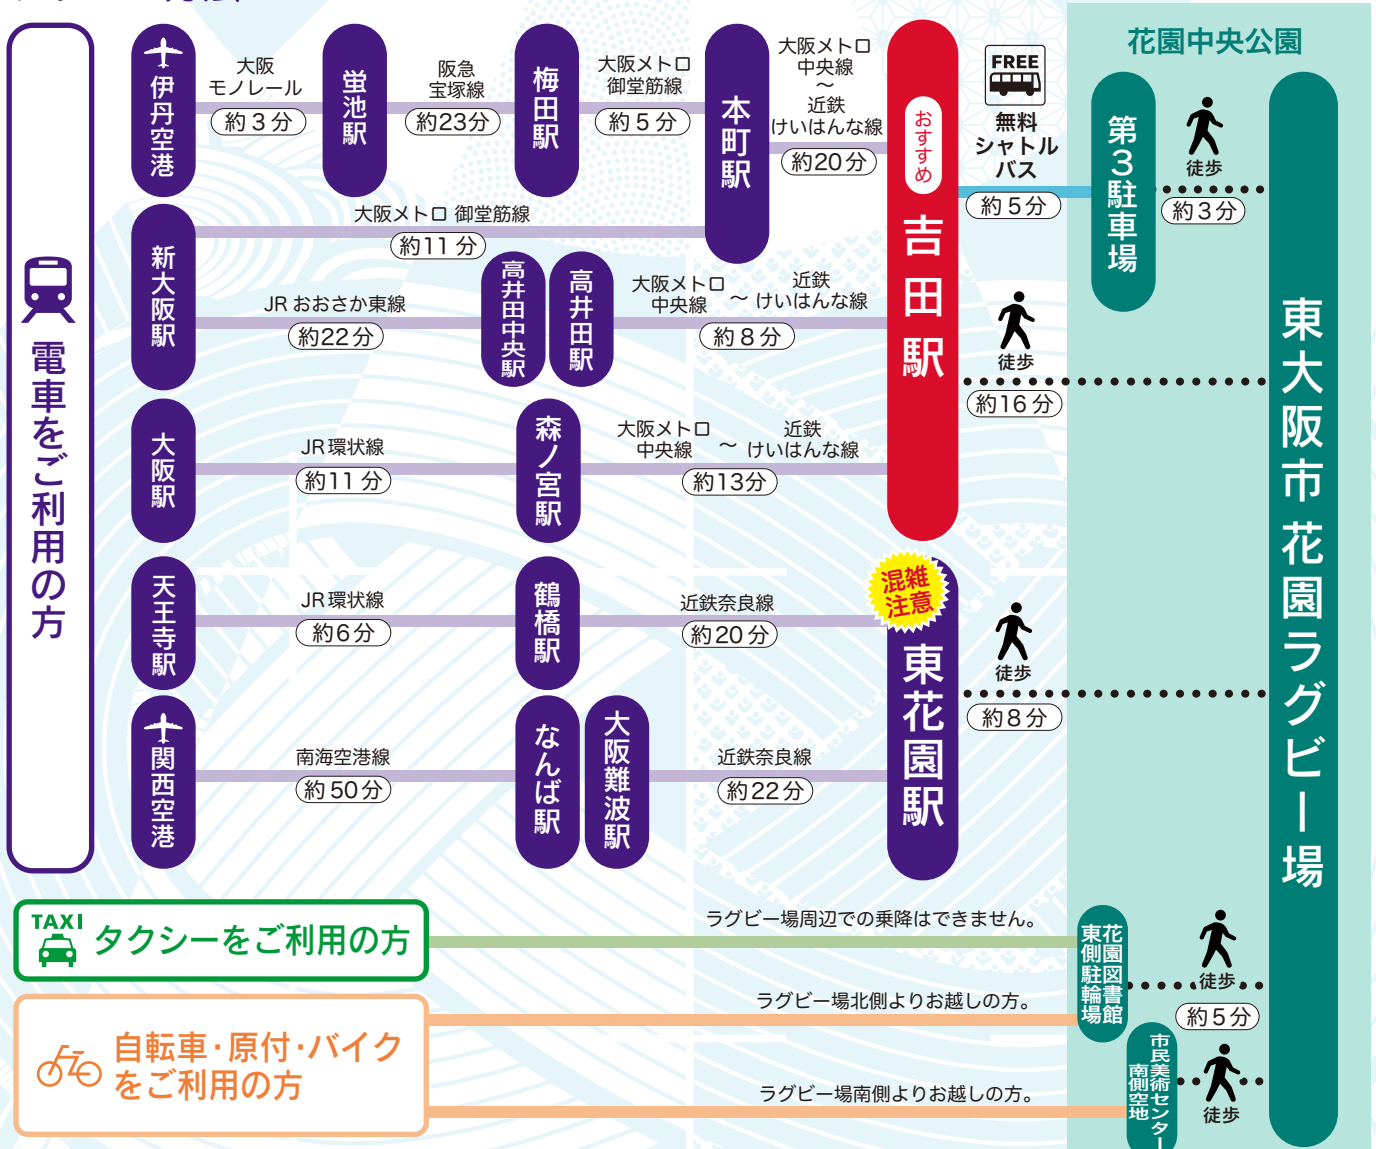 電車をご利用の方
伊丹空港
大阪
モノレール
約3分
蛍池駅
阪急
宝塚線
約23分
梅田駅
大阪メトロ
御堂筋線
約5分
本町駅
大阪メトロ
中央線
〜
近鉄
けいはんな線
約20分
おすすめ
吉田駅
FREE
無料
シャトル
バス
約5分
花園中央公園
第3駐車場
徒歩
約3分
東大阪市 花園ラグビー場
新大阪駅
大阪メトロ 御堂筋線
約11分
JRおおさか東線
約22分
高井田中央駅
高井田駅
大阪メトロ
中央線
〜
近鉄
けいはんな線
約8分
徒歩
約16分
大阪駅
JR環状線
約11分
森ノ宮駅
大阪メトロ
中央線
〜
近鉄
けいはんな線
約13分
天王寺駅
JR環状線
約6分
鶴橋駅
近鉄奈良線
約20分
混雑
注意
東花園駅
徒歩
約8分
関西空港
南海空港線
約50分
なんば駅
大阪難波駅
近鉄奈良線
約22分
TAXI
タクシーをご利用の方
ラグビー場周辺での乗降はできません。
花園図書館
東側駐輪場
徒歩
約5分
自転車・原付・バイク
をご利用の方
ラグビー場北側よりお越しの方。
ラグビー場南側よりお越しの方。
市民美術センター
南側空地
徒歩